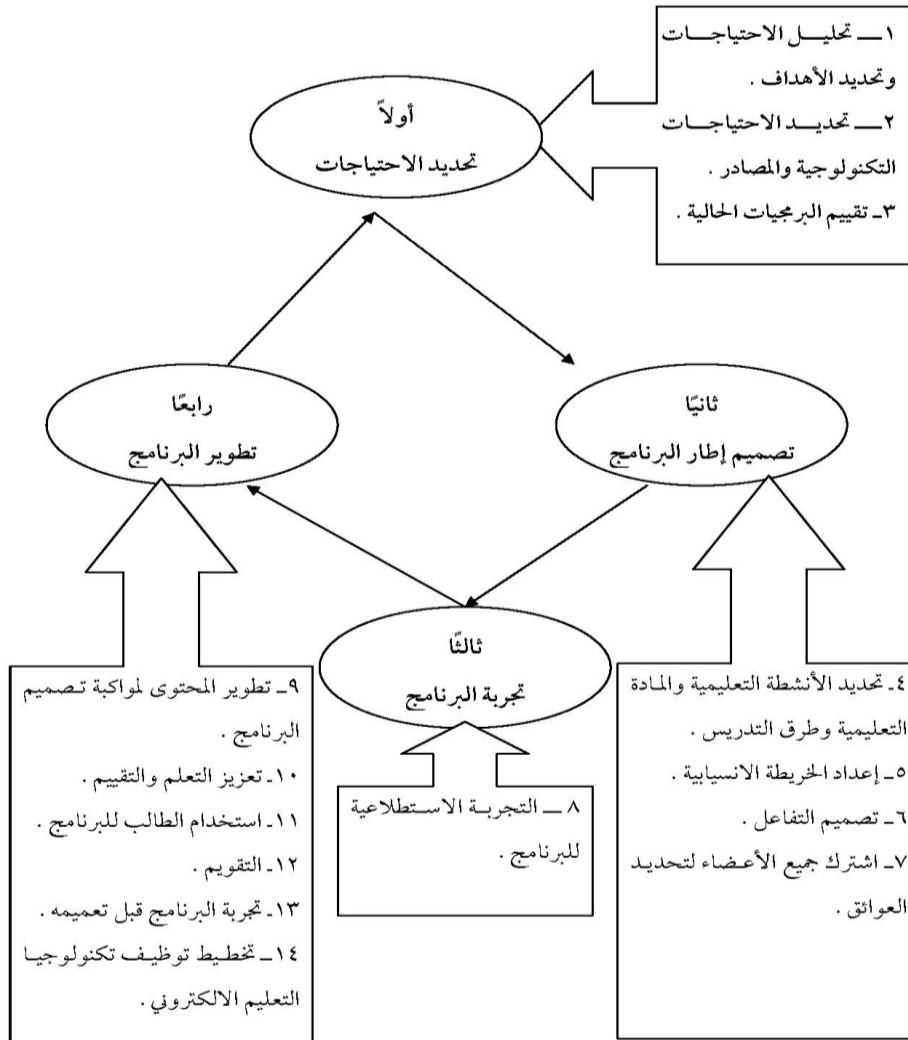 أولاً
تحديد الاحتياجات
١ـ تحليل الاحتياجات
وتحديد الأهداف .
٢ـ تحديد الاحتياجات
التكنولوجية والمصادر .
٣ـ تقييم البرمجيات الحالية .
ثانيًا
تصميم إطار البرنامج
٤ـ تحديد الأنشطة التعليمية والمادة
التعليمية وطرق التدريس .
٥ـ إعداد الخريطة الانسيابية .
٦ـ تصميم التفاعل .
٧ـ اشترك جميع الأعضاء لتحديد
العوائق .
ثالثًا
تجربة البرنامج
٨ـ التجربة الاستطلاعية
للبرنامج .
رابعًا
تطوير البرنامج
٩ـ تطوير المحتوى لمواكبة تصميم
البرنامج .
١٠ـ تعزيز التعلم والتقييم .
١١ـ استخدام الطالب للبرنامج .
١٢ـ التقويم .
١٣ـ تجربة البرنامج قبل تعميمه .
١٤ـ تخطيط توظيف تكنولوجيا
التعليم الالكتروني .